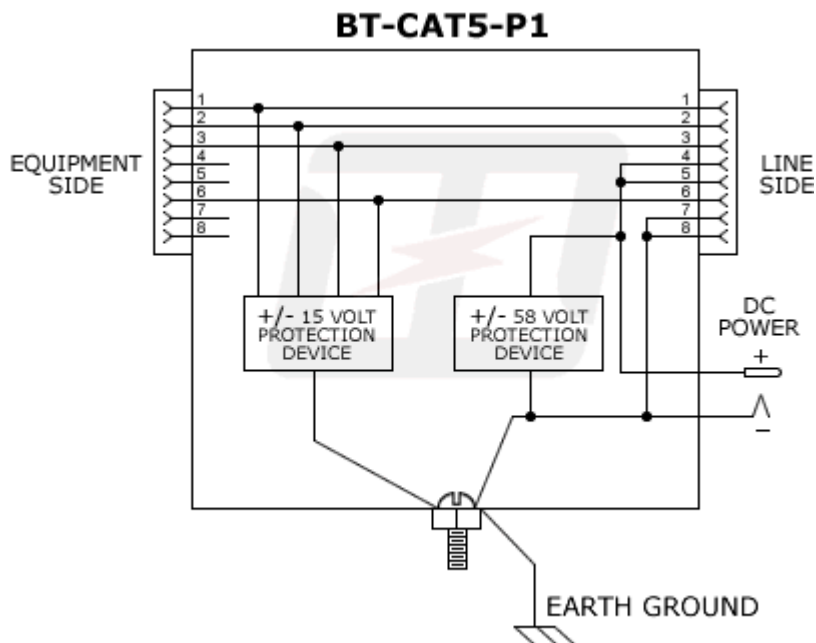 BT-CAT5-P1
EQUIPMENT
SIDE
1
2
3
4
5
6
7
8
1
2
3
4
5
6
7
8
LINE
SIDE
+/- 15 VOLT
PROTECTION
DEVICE
+/- 58 VOLT
PROTECTION
DEVICE
DC
POWER
+
−
EARTH GROUND